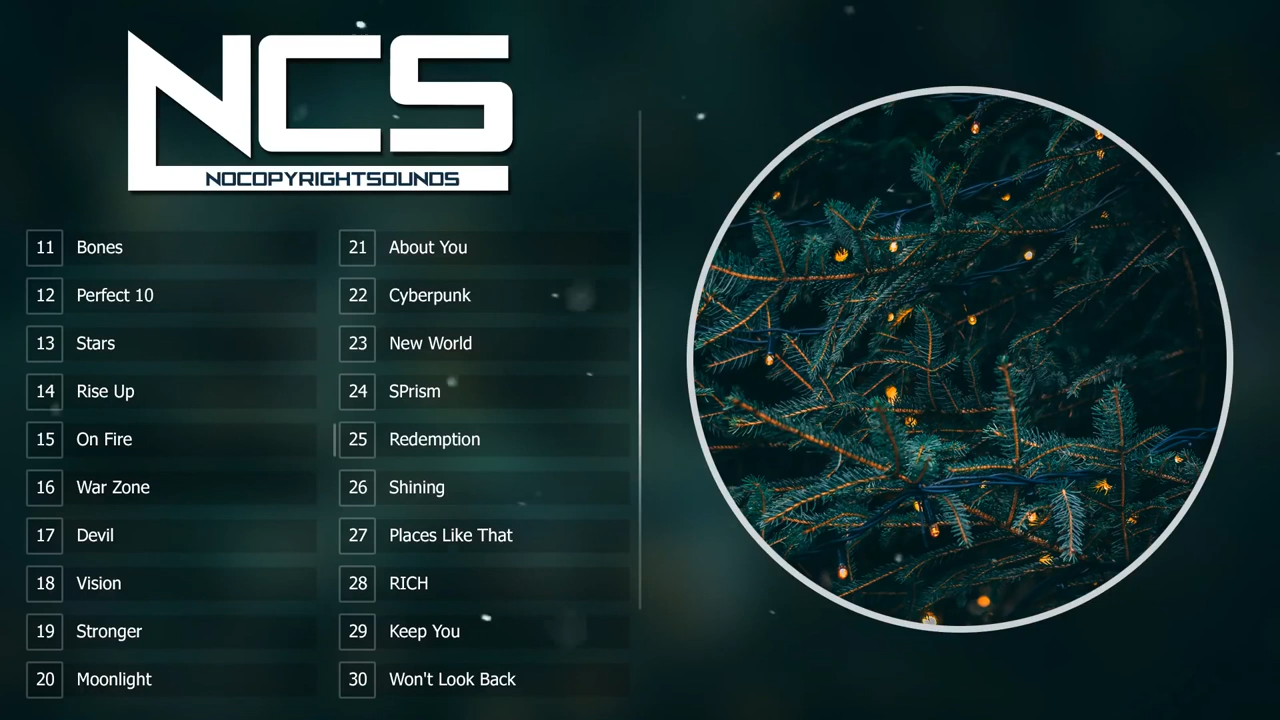 NCS
NOCOPYRIGHTSOUNDS
11 Bones
12 Perfect 10
13 Stars
14 Rise Up
15 On Fire
16 War Zone
17 Devil
18 Vision
19 Stronger
20 Moonlight
21 About You
22 Cyberpunk
23 New World
24 SPrism
25 Redemption
26 Shining
27 Places Like That
28 RICH
29 Keep You
30 Won't Look Back